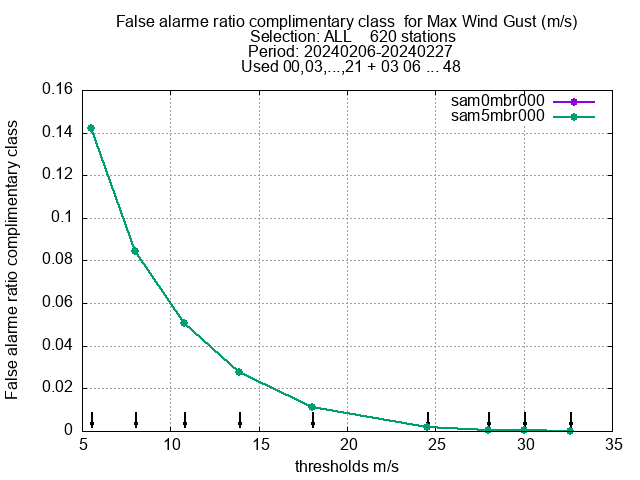 False alarme ratio complimentary class  for Max Wind Gust (m/s)
Selection: ALL    620 stations
Period: 20240206-20240227
Used 00,03,...,21 + 03 06 ... 48
sam0mbr000
sam5mbr000
False alarme ratio complimentary class
0.16
0.14
0.12
0.1
0.08
0.06
0.04
0.02
0
5 10 15 20 25 30 35
thresholds m/s